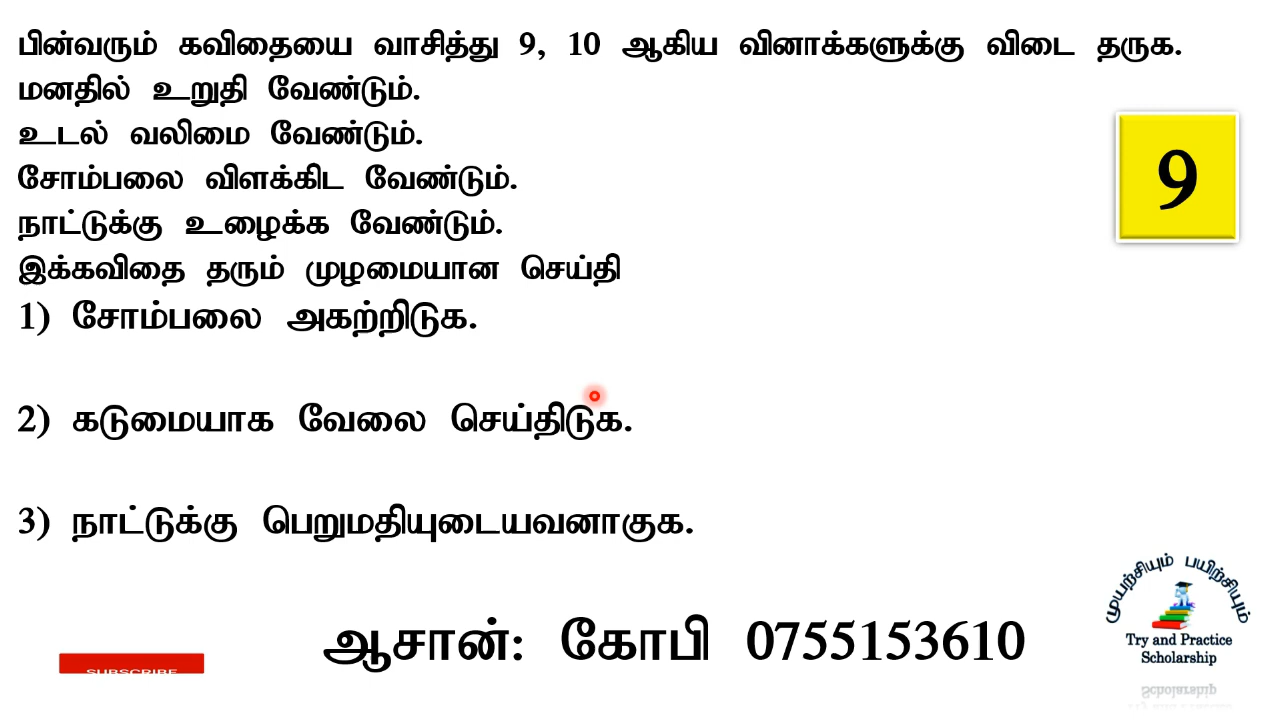 பின்வரும் கவிதையை வாசித்து 9, 10 ஆகிய வினாக்களுக்கு விடை தருக.
மனதில் உறுதி வேண்டும்.
உடல் வலிமை வேண்டும்.
சோம்பலை விளக்கிட வேண்டும்.
நாட்டுக்கு உழைக்க வேண்டும்.
இக்கவிதை தரும் முழமையான செய்தி
9
1) சோம்பலை அகற்றிடுக.
2) கடுமையாக வேலை செய்திடுக.
3) நாட்டுக்கு பெறுமதியுடையவனாகுக.
ஆசான்: கோபி 0755153610
SUBSCRIBE
முயற்சியும் பயிற்சியும்
Try and Practice
Scholarship